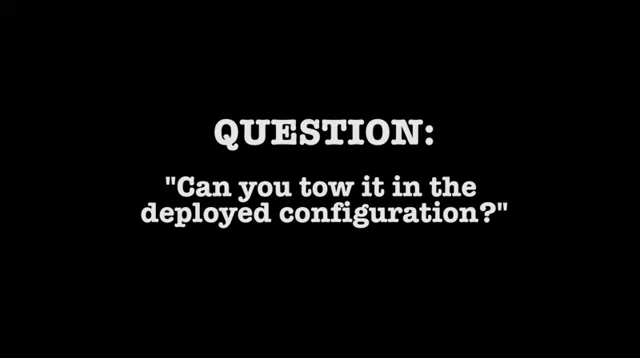 QUESTION:
"Can you tow it in the
deployed configuration?"